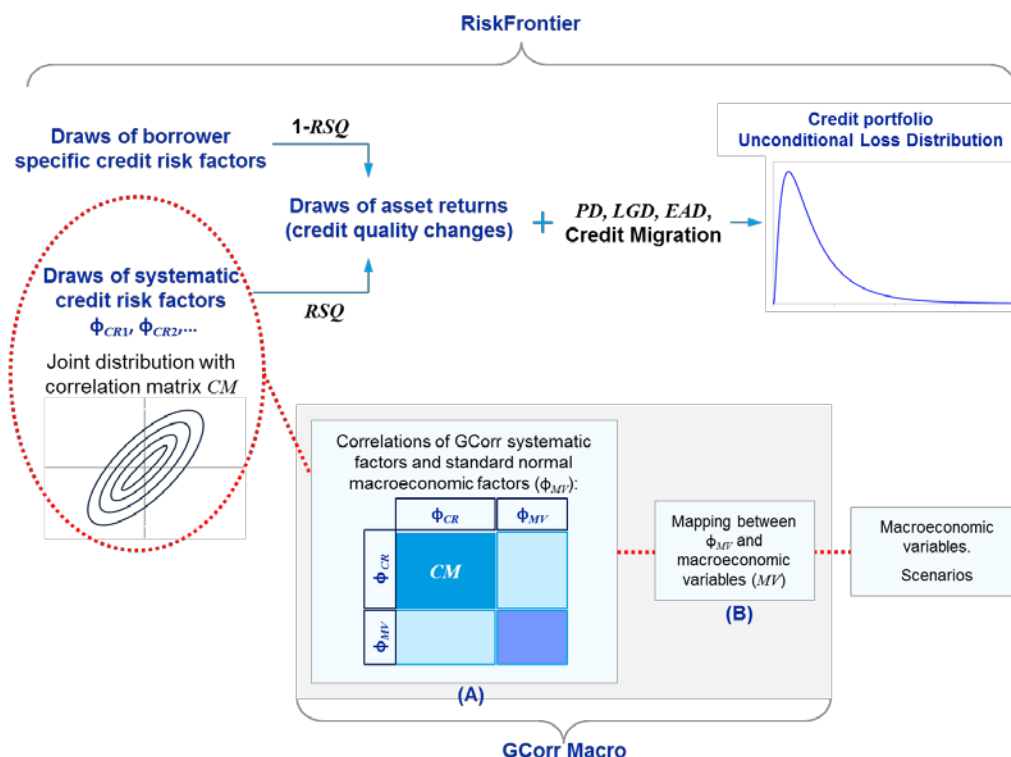 RiskFrontier
Draws of borrower
specific credit risk factors
1-RSQ
Draws of asset returns
(credit quality changes)
+
PD, LGD, EAD,
Credit Migration
Credit portfolio
Unconditional Loss Distribution
Draws of systematic
credit risk factors
ϕCR1, ϕCR2,...
RSQ
Joint distribution with
correlation matrix CM
Correlations of GCorr systematic
factors and standard normal
macroeconomic factors (ϕMV):
ϕCR
ϕMV
ϕCR
CM
ϕMV
(A)
Mapping between
ϕMV and
macroeconomic
variables (MV)
(B)
Macroeconomic
variables.
Scenarios
GCorr Macro